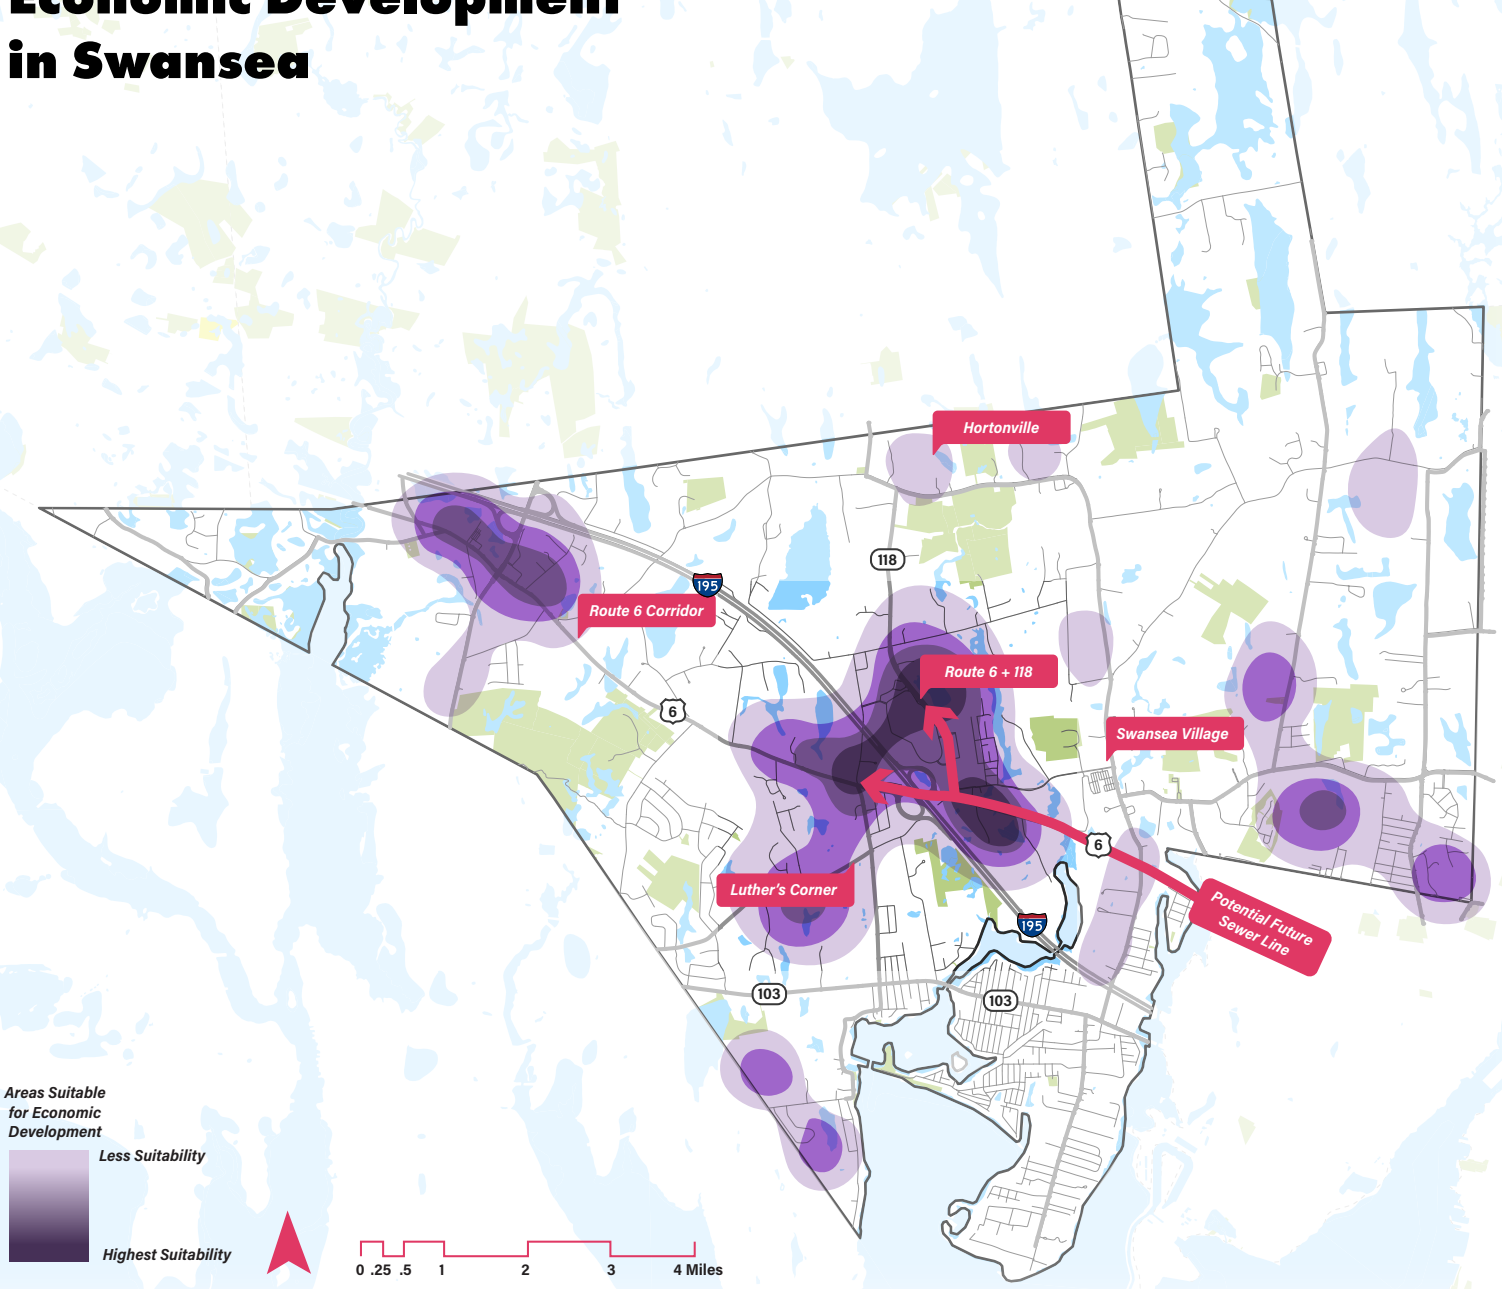 Economic Development
in Swansea
Hortonville
118
195
Route 6 Corridor
Route 6 + 118
6
Swansea Village
6
Luther's Corner
Potential Future
Sewer Line
195
103
103
Areas Suitable
for Economic
Development
Less Suitability
Highest Suitability
0 .25 .5 1 2 3 4 Miles